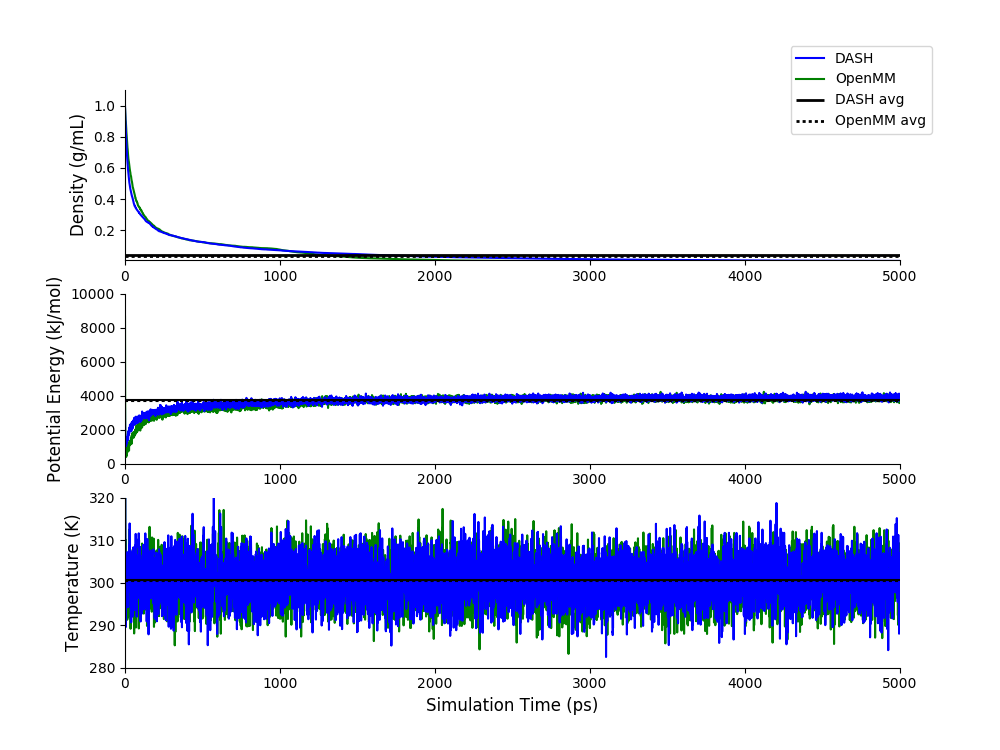 DASH
OpenMM
DASH avg
OpenMM avg
Density (g/mL)
1.0
0.8
0.6
0.4
0.2
0 1000 2000 3000 4000 5000
Potential Energy (kJ/mol)
10000
8000
6000
4000
2000
0
0 1000 2000 3000 4000 5000
Temperature (K)
320
310
300
290
280
0 1000 2000 3000 4000 5000
Simulation Time (ps)